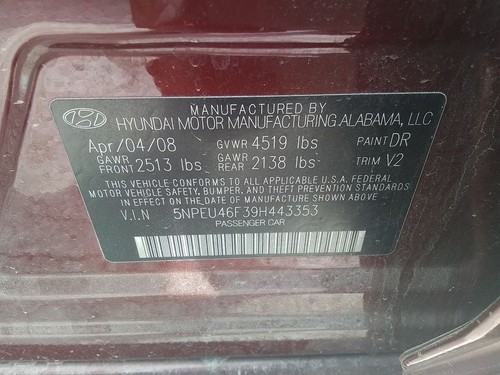 MANUFACTURED BY
HYUNDAI MOTOR MANUFACTURING ALABAMA, LLC
Apr/04/08 GVWR 4519 lbs PAINT DR
GAWR FRONT 2513 lbs GAWR REAR 2138 lbs TRIM V2
THIS VEHICLE CONFORMS TO ALL APPLICABLE U.S.A. FEDERAL
MOTOR VEHICLE SAFETY, BUMPER, AND THEFT PREVENTION STANDARDS
IN EFFECT ON THE DATE OF MANUFACTURE SHOWN ABOVE
V.I.N 5NPEU46F39H443353
PASSENGER CAR